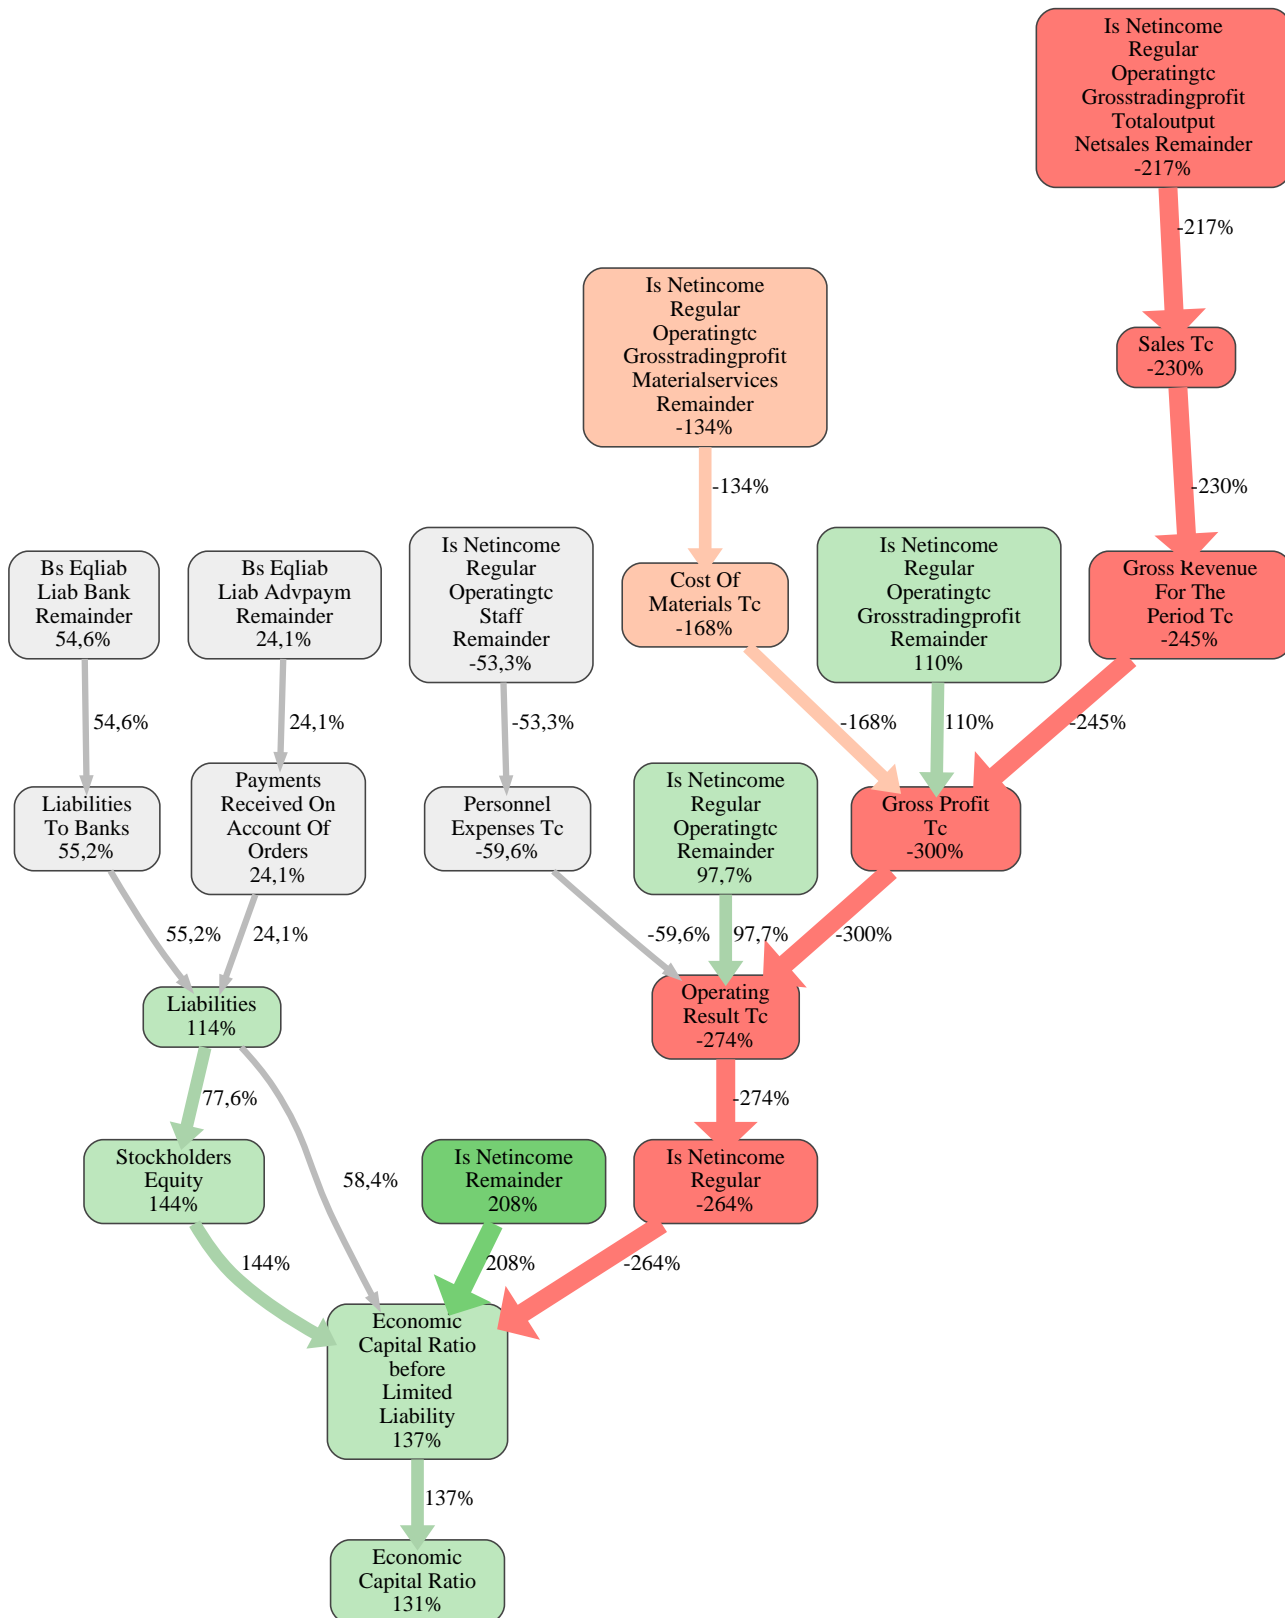 Is Netincome
Regular
Operatingtc
Grosstradingprofit
Totaloutput
Netsales Remainder
-217%
-217%
Is Netincome
Regular
Operatingtc
Grosstradingprofit
Materialservices
Remainder
-134%
Sales Tc
-230%
-134%
-230%
Bs Eqliab
Liab Bank
Remainder
54,6%
Bs Eqliab
Liab Advpaym
Remainder
24,1%
Is Netincome
Regular
Operatingtc
Staff
Remainder
-53,3%
Cost Of
Materials Tc
-168%
Is Netincome
Regular
Operatingtc
Grosstradingprofit
Remainder
110%
Gross Revenue
For The
Period Tc
-245%
54,6%
24,1%
-53,3%
-168%
110%
-245%
Liabilities
To Banks
55,2%
Payments
Received On
Account Of
Orders
24,1%
Personnel
Expenses Tc
-59,6%
Is Netincome
Regular
Operatingtc
Remainder
97,7%
Gross Profit
Tc
-300%
55,2%
24,1%
-59,6%
97,7%
-300%
Liabilities
114%
Operating
Result Tc
-274%
77,6%
-274%
Stockholders
Equity
144%
58,4%
Is Netincome
Remainder
208%
Is Netincome
Regular
-264%
144%
208%
-264%
Economic
Capital Ratio
before
Limited
Liability
137%
137%
Economic
Capital Ratio
131%